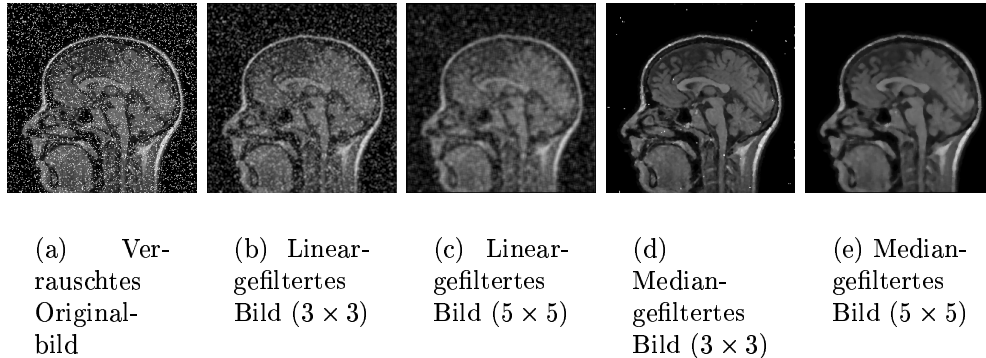 (a) Ver-
rauschtes
Original-
bild
(b) Linear-
gefiltertes
Bild (3 × 3)
(c) Linear-
gefiltertes
Bild (5 × 5)
(d)
Median-
gefiltertes
Bild (3 × 3)
(e) Median-
gefiltertes
Bild (5 × 5)